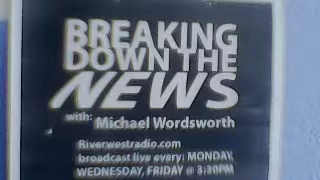 BREAKING
DOWN THE
NEWS
with: Michael Wordsworth
Riverwestradio.com
broadcast live every: MONDAY,
WEDNESDAY, FRIDAY @ 3:30PM